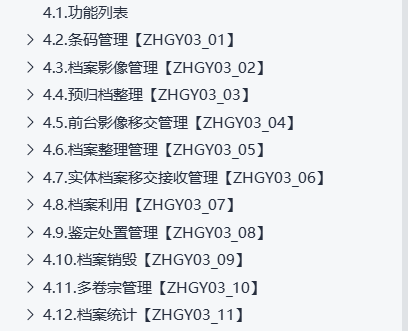 4.1.功能列表
4.2.条码管理【ZHGY03_01】
4.3.档案影像管理【ZHGY03_02】
4.4.预归档整理【ZHGY03_03】
4.5.前台影像移交管理【ZHGY03_04】
4.6.档案整理管理【ZHGY03_05】
4.7.实体档案移交接收管理【ZHGY03_06】
4.8.档案利用【ZHGY03_07】
4.9.鉴定处置管理【ZHGY03_08】
4.10.档案销毁【ZHGY03_09】
4.11.多卷宗管理【ZHGY03_10】
4.12.档案统计【ZHGY03_11】